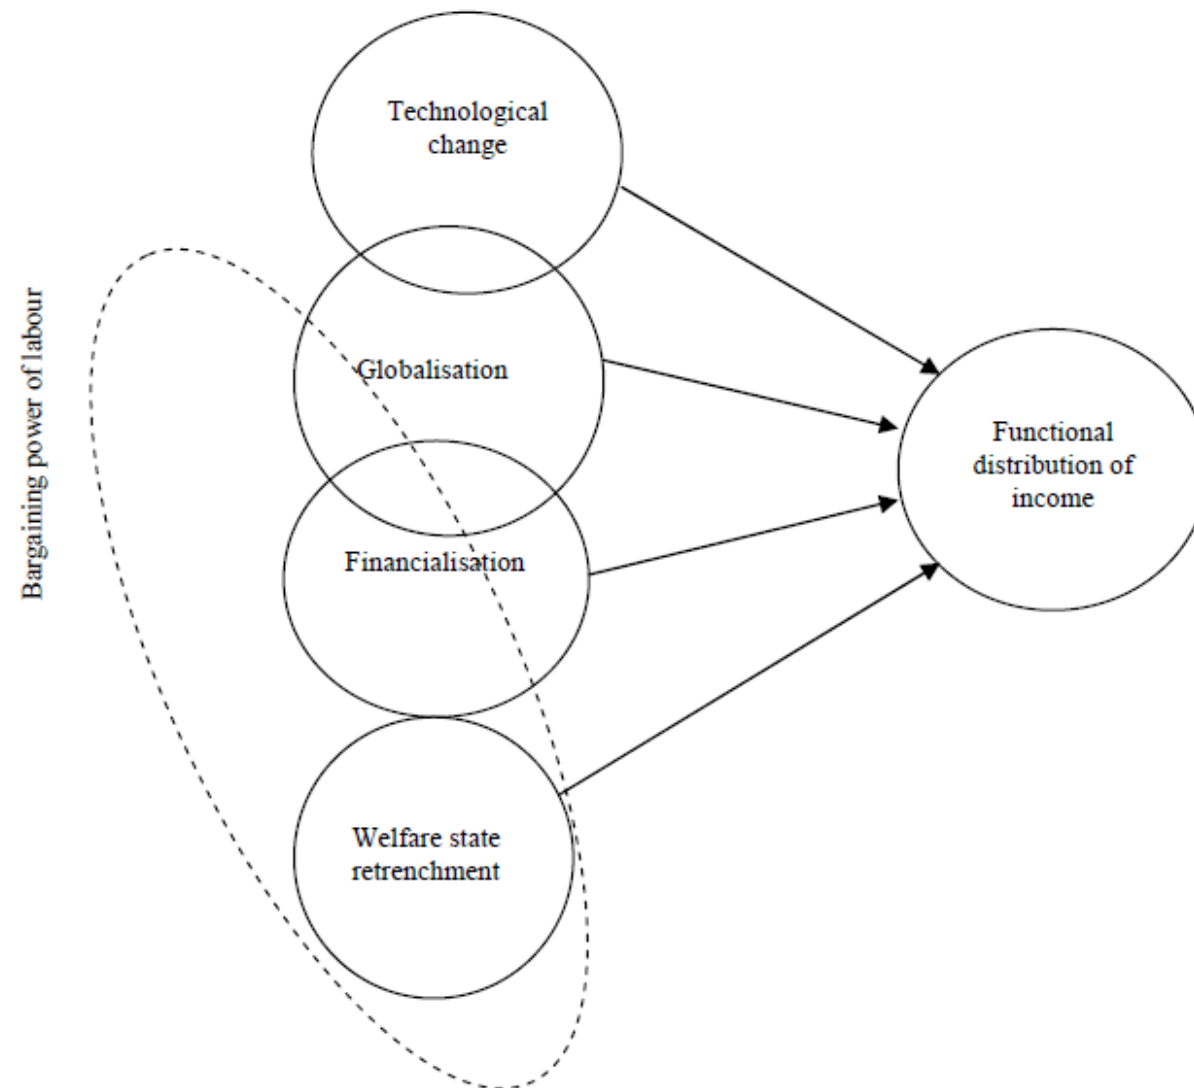 Technological
change
Bargaining power of labour
Globalisation
Functional
distribution of
income
Financialisation
Welfare state
retrenchment